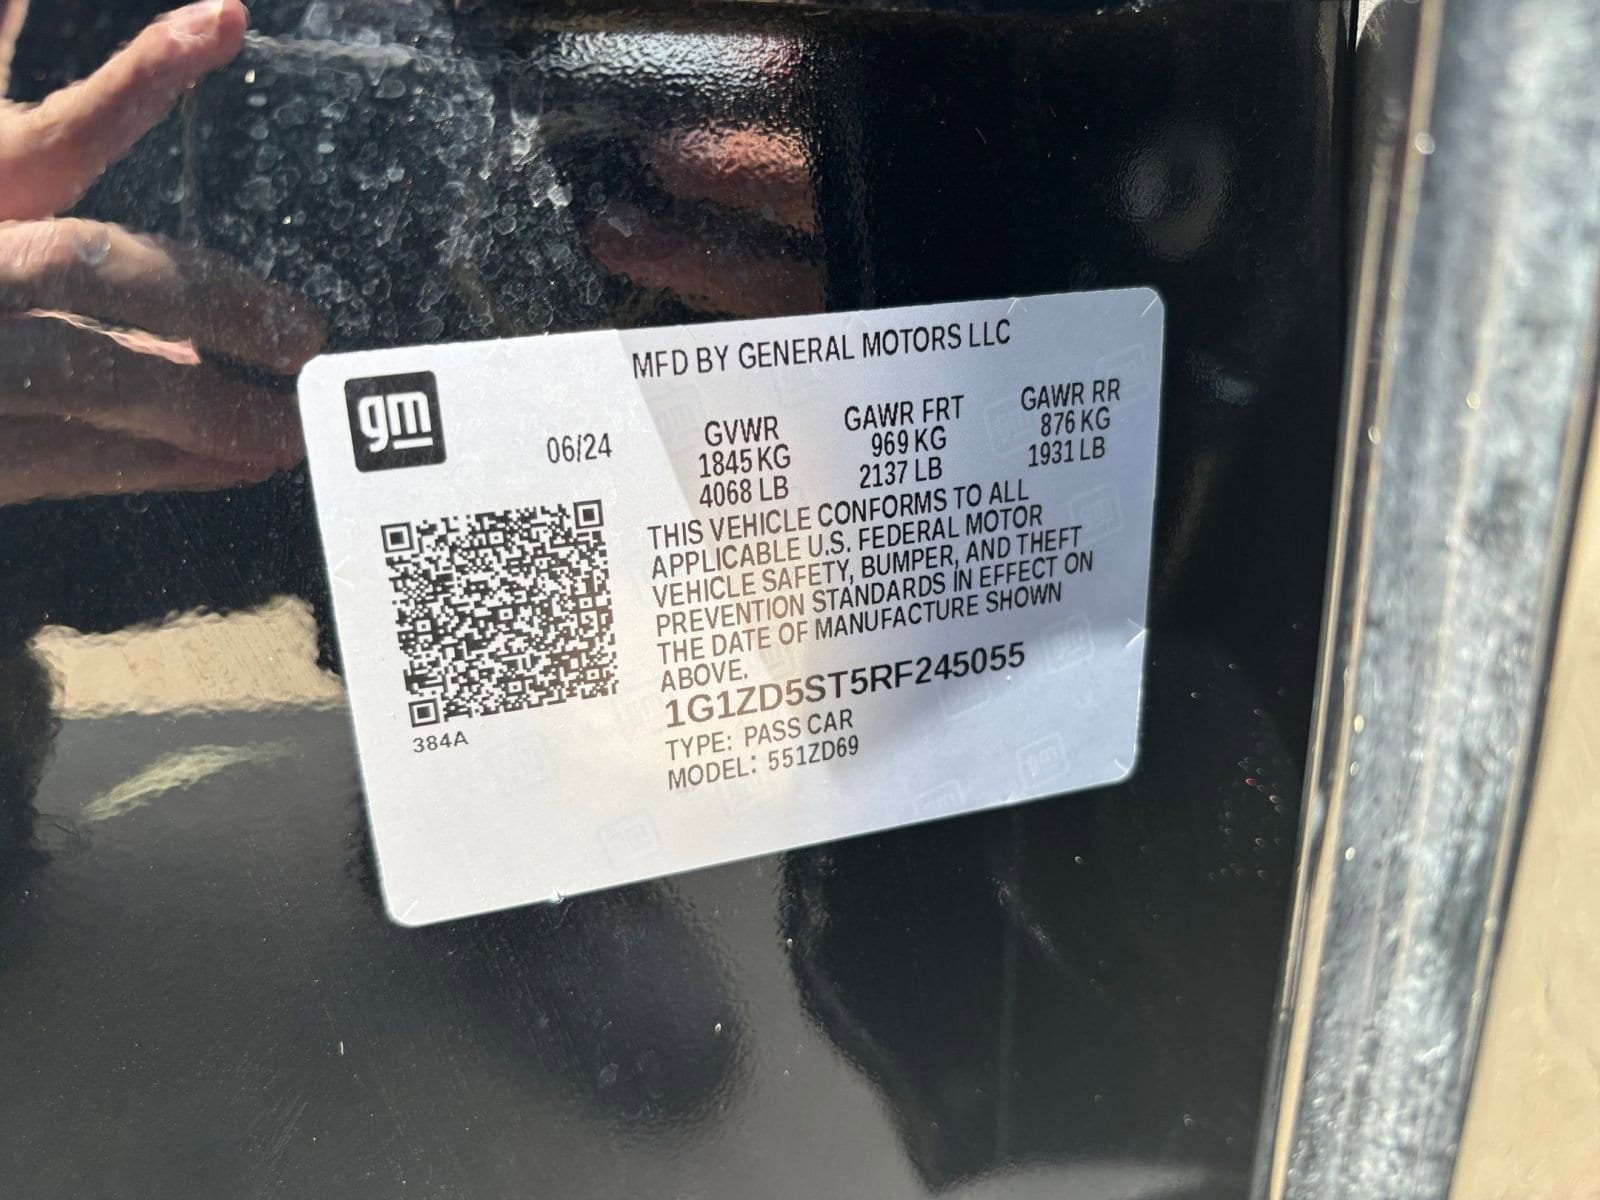 MFD BY GENERAL MOTORS LLC
gm
06/24
GVWR GAWR FRT GAWR RR
1845 KG 969 KG 876 KG
4068 LB 2137 LB 1931 LB
THIS VEHICLE CONFORMS TO ALL
APPLICABLE U.S. FEDERAL MOTOR
VEHICLE SAFETY, BUMPER, AND THEFT
PREVENTION STANDARDS IN EFFECT ON
THE DATE OF MANUFACTURE SHOWN
ABOVE.
1G1ZD5ST5RF245055
TYPE: PASS CAR
MODEL: 551ZD69
384A